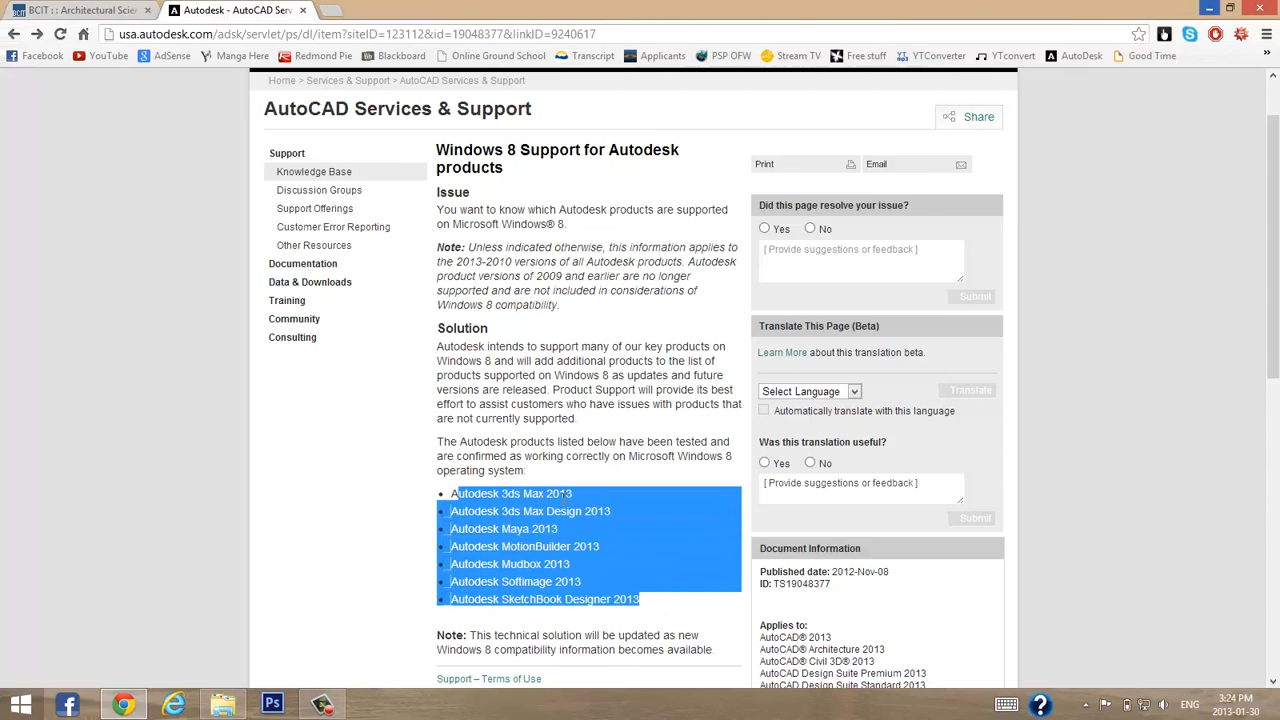 BCIT :: Architectural Scien
Autodesk - AutoCAD Serv
usa.autodesk.com/adsk/servlet/ps/dl/item?siteID=123112&id=19048377&linkID=9240617
Facebook YouTube AdSense Manga Here Redmond Pie Blackboard Online Ground School Transcript Applicants PSP OFW Stream TV Free stuff YTConverter YTconvert AutoDesk Good Time
Home > Services & Support > AutoCAD Services & Support
AutoCAD Services & Support
Share
Support
Knowledge Base
Discussion Groups
Support Offerings
Customer Error Reporting
Other Resources
Documentation
Data & Downloads
Training
Community
Consulting
Windows 8 Support for Autodesk
products
Issue
You want to know which Autodesk products are supported
on Microsoft Windows® 8.
Note: Unless indicated otherwise, this information applies to
the 2013-2010 versions of all Autodesk products. Autodesk
product versions of 2009 and earlier are no longer
supported and are not included in considerations of
Windows 8 compatibility.
Solution
Autodesk intends to support many of our key products on
Windows 8 and will add additional products to the list of
products supported on Windows 8 as updates and future
versions are released. Product Support will provide its best
effort to assist customers who have issues with products that
are not currently supported.
The Autodesk products listed below have been tested and
are confirmed as working correctly on Microsoft Windows 8
operating system:
• Autodesk 3ds Max 2013
• Autodesk 3ds Max Design 2013
• Autodesk Maya 2013
• Autodesk MotionBuilder 2013
• Autodesk Mudbox 2013
• Autodesk Softimage 2013
• Autodesk SketchBook Designer 2013
Note: This technical solution will be updated as new
Windows 8 compatibility information becomes available.
Support – Terms of Use
Print
Email
Did this page resolve your issue?
Yes No
[ Provide suggestions or feedback ]
Submit
Translate This Page (Beta)
Learn More about this translation beta.
Select Language
Translate
Automatically translate with this language
Was this translation useful?
Yes No
[ Provide suggestions or feedback ]
Submit
Document Information
Published date: 2012-Nov-08
ID: TS19048377
Applies to:
AutoCAD® 2013
AutoCAD® Architecture 2013
AutoCAD® Civil 3D® 2013
AutoCAD Design Suite Premium 2013
AutoCAD Design Suite Standard 2013
Ps
ENG
3:24 PM
2013-01-30